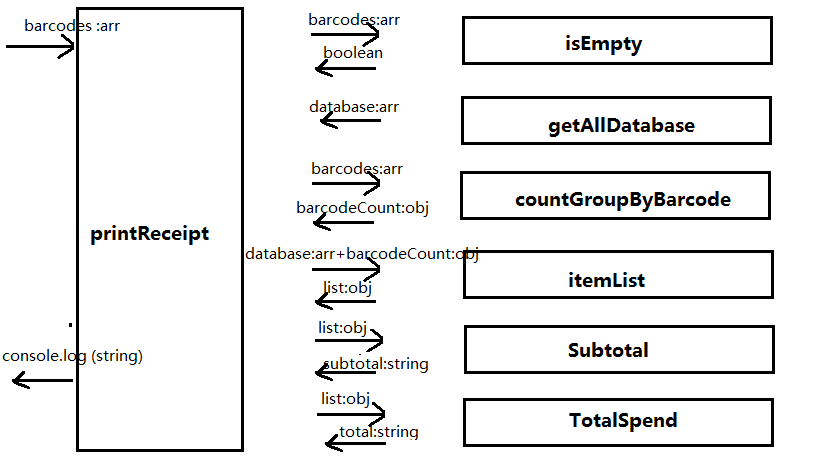 barcodes :arr
printReceipt
console.log (string)
barcodes:arr
boolean
isEmpty
database:arr
getAllDatabase
barcodes:arr
barcodeCount:obj
countGroupByBarcode
database:arr+barcodeCount:obj
list:obj
itemList
list:obj
subtotal:string
Subtotal
list:obj
total:string
TotalSpend